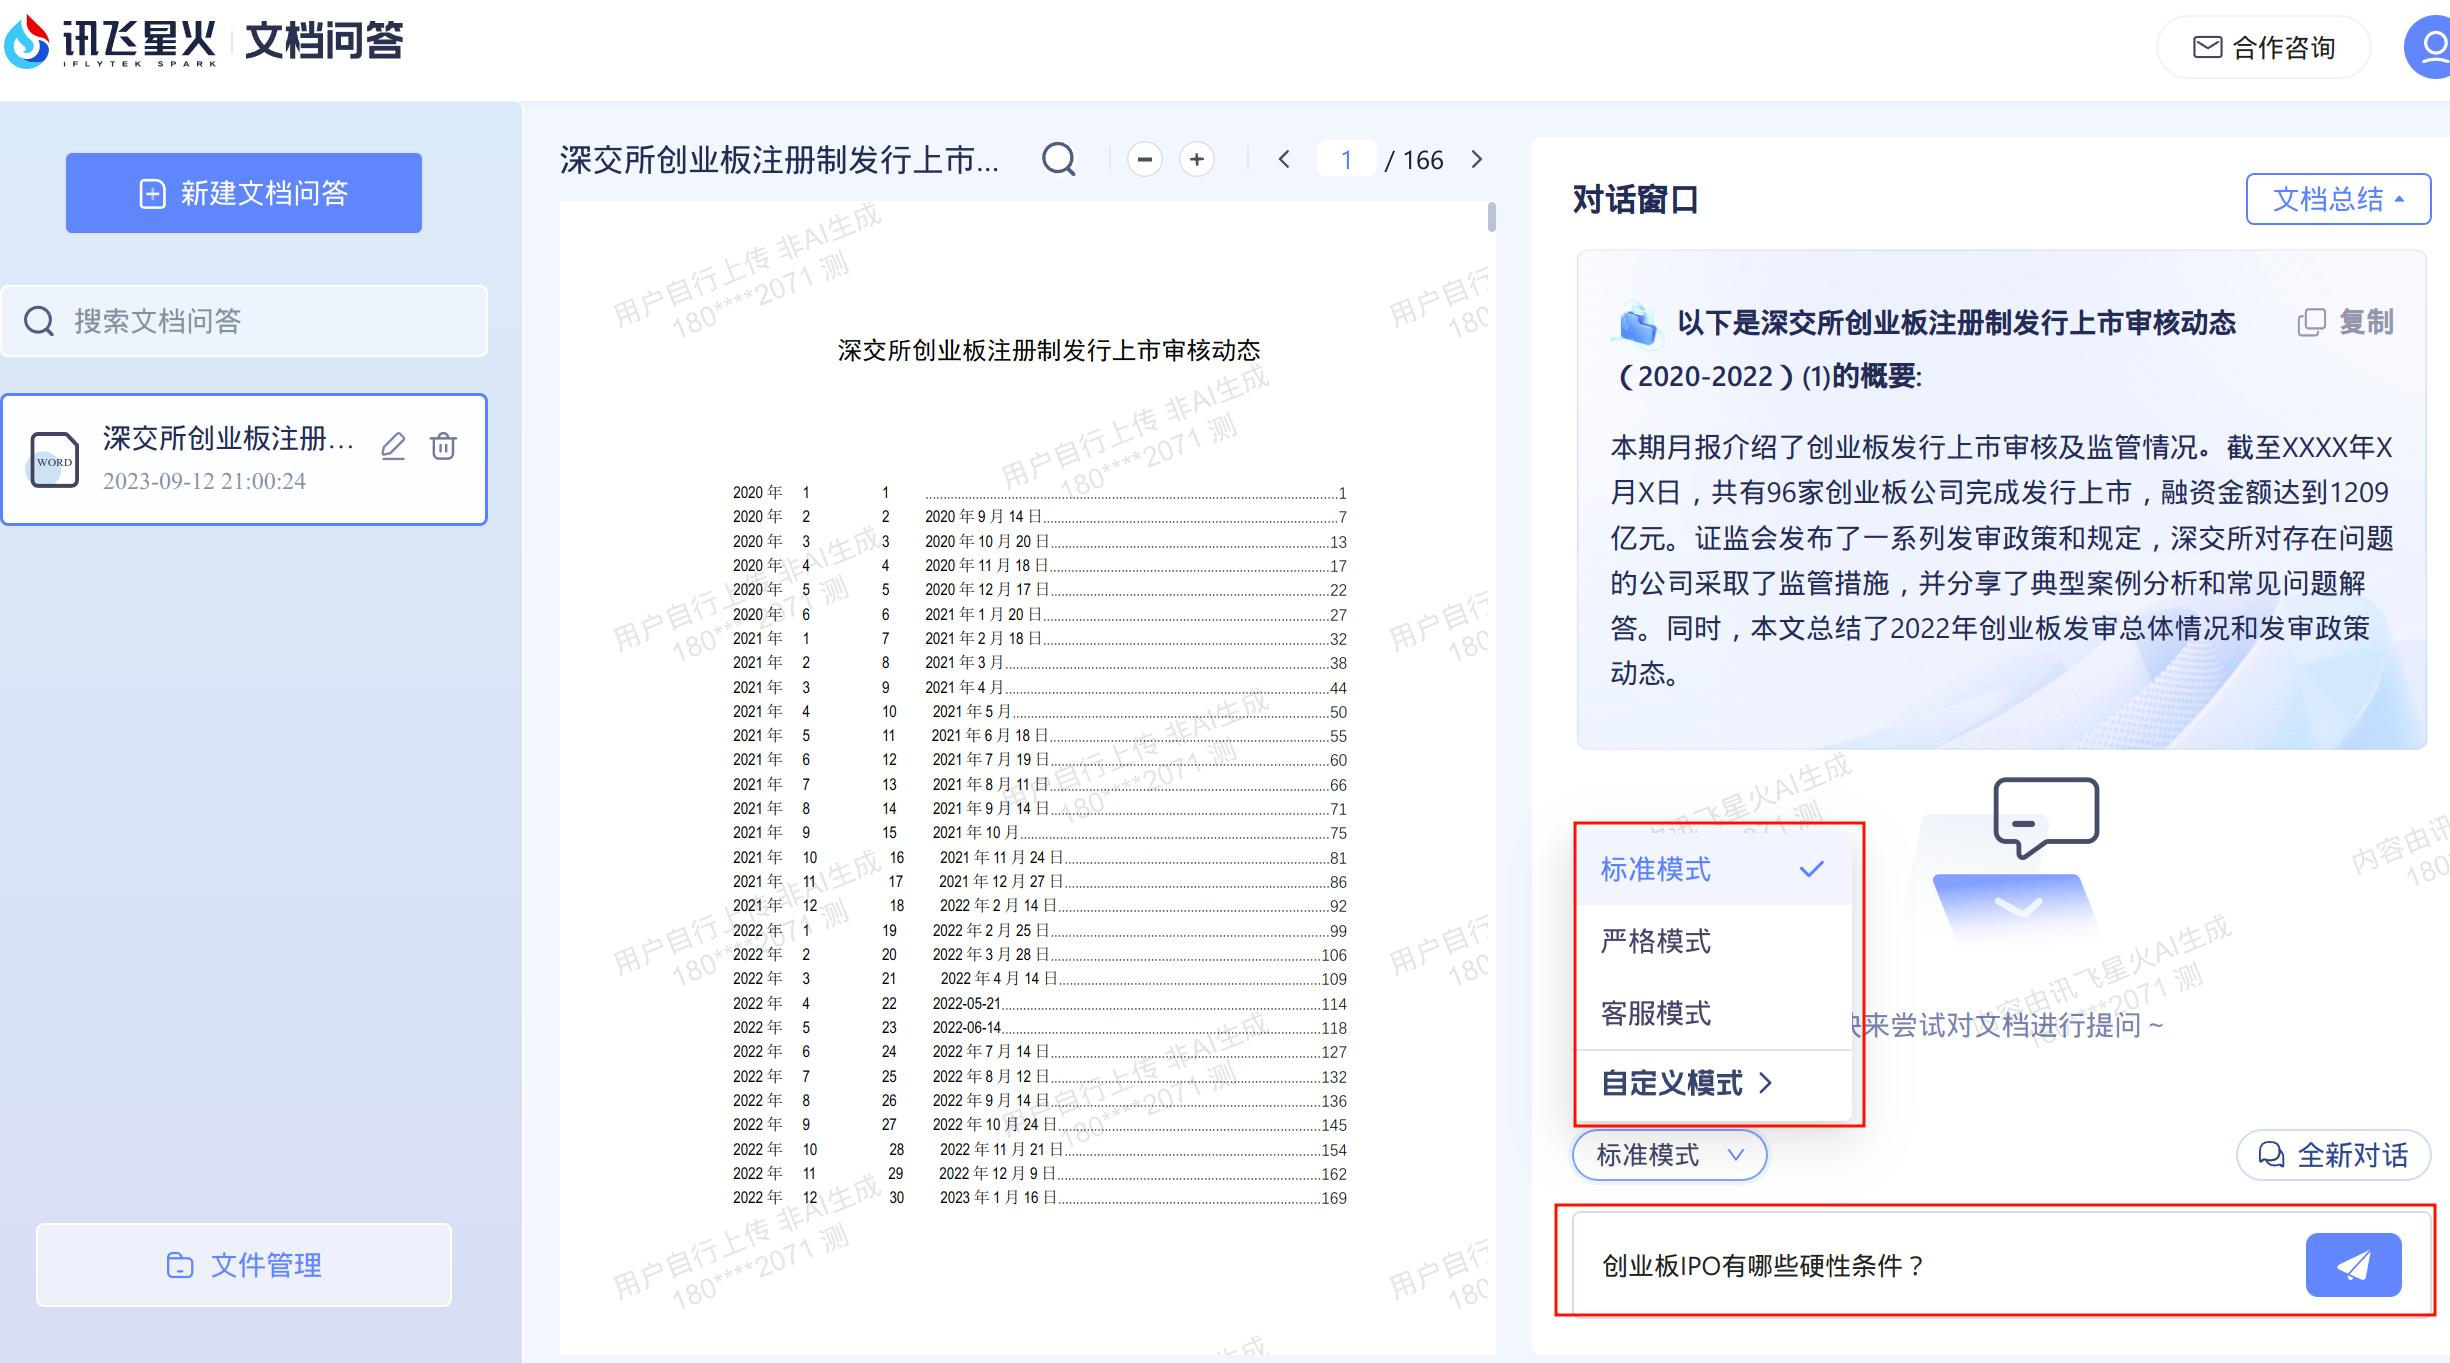 讯飞星火 文档问答
IFLYTEK SPARK
合作咨询
新建文档问答
搜索文档问答
深交所创业板注册...
WORD
2023-09-12 21:00:24
文件管理
深交所创业板注册制发行上市...
1 / 166
用户自行上传 非AI生成
180****2071 测
深交所创业板注册制发行上市审核动态
2020 年 1 1 ........1
2020 年 2 2 2020 年 9 月 14 日........7
2020 年 3 3 2020 年 10 月 20 日........13
2020 年 4 4 2020 年 11 月 18 日........17
2020 年 5 5 2020 年 12 月 17 日........22
2020 年 6 6 2021 年 1 月 20 日........27
2021 年 1 7 2021 年 2 月 18 日........32
2021 年 2 8 2021 年 3 月........38
2021 年 3 9 2021 年 4 月........44
2021 年 4 10 2021 年 5 月........50
2021 年 5 11 2021 年 6 月 18 日........55
2021 年 6 12 2021 年 7 月 19 日........60
2021 年 7 13 2021 年 8 月 11 日........66
2021 年 8 14 2021 年 9 月 14 日........71
2021 年 9 15 2021 年 10 月........75
2021 年 10 16 2021 年 11 月 24 日........81
2021 年 11 17 2021 年 12 月 27 日........86
2021 年 12 18 2022 年 2 月 14 日........92
2022 年 1 19 2022 年 2 月 25 日........99
2022 年 2 20 2022 年 3 月 28 日........106
2022 年 3 21 2022 年 4 月 14 日........109
2022 年 4 22 2022-05-21........114
2022 年 5 23 2022-06-14........118
2022 年 6 24 2022 年 7 月 14 日........127
2022 年 7 25 2022 年 8 月 12 日........132
2022 年 8 26 2022 年 9 月 14 日........136
2022 年 9 27 2022 年 10 月 24 日........145
2022 年 10 28 2022 年 11 月 21 日........154
2022 年 11 29 2022 年 12 月 9 日........162
2022 年 12 30 2023 年 1 月 16 日........169
对话窗口
文档总结
以下是深交所创业板注册制发行上市审核动态
（2020-2022）(1)的概要:
复制
本期月报介绍了创业板发行上市审核及监管情况。截至XXXX年X
月X日，共有96家创业板公司完成发行上市，融资金额达到1209
亿元。证监会发布了一系列发审政策和规定，深交所对存在问题
的公司采取了监管措施，并分享了典型案例分析和常见问题解
答。同时，本文总结了2022年创业板发审总体情况和发审政策
动态。
内容由讯飞星火AI生成
180****2071 测
来尝试对文档进行提问 ~
标准模式
严格模式
客服模式
自定义模式
标准模式
全新对话
创业板IPO有哪些硬性条件？